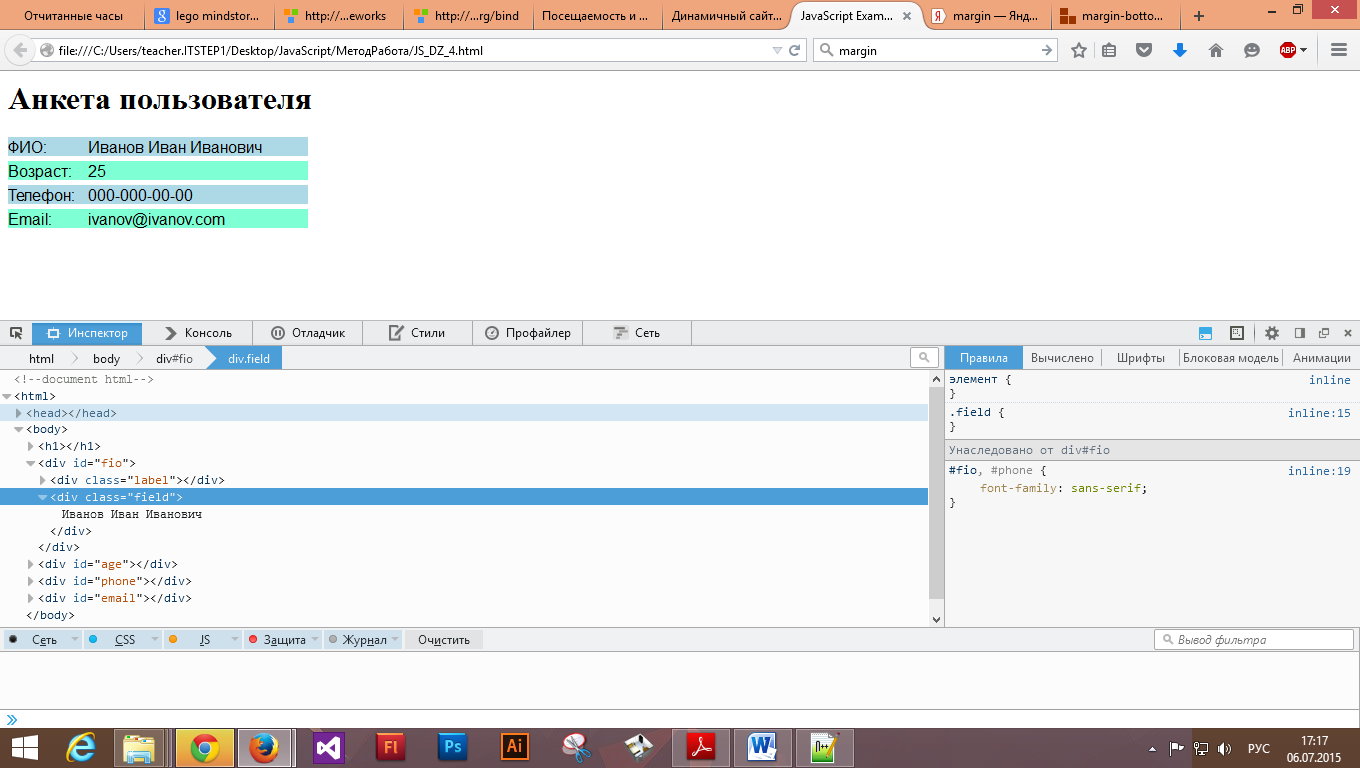 Отчитанные часы
lego mindstor...
http://...eworks
http://...rg/bind
Посещаемость и ...
Динамичный сайт...
JavaScript Exam...
margin — Янд...
margin-botto...
file:///C:/Users/teacher.ITSTEP1/Desktop/JavaScript/МетодРабота/JS_DZ_4.html
margin
ABP
Анкета пользователя
ФИО: Иванов Иван Иванович
Возраст: 25
Телефон: 000-000-00-00
Email: ivanov@ivanov.com
Инспектор Консоль Отладчик Стили Профайлер Сеть
html body div#fio div.field
Правила Вычислено Шрифты Блоковая модель Анимации
<!--document html-->
<html>
<head></head>
<body>
<h1></h1>
<div id="fio">
<div class="label"></div>
<div class="field">
Иванов Иван Иванович
</div>
</div>
<div id="age"></div>
<div id="phone"></div>
<div id="email"></div>
</body>
элемент { inline
}
.field { inline:15
}
Унаследовано от div#fio
#fio, #phone { inline:19
font-family: sans-serif;
}
Сеть CSS JS Защита Журнал Очистить
Вывод фильтра
Fl Ps Ai
РУС
17:17
06.07.2015